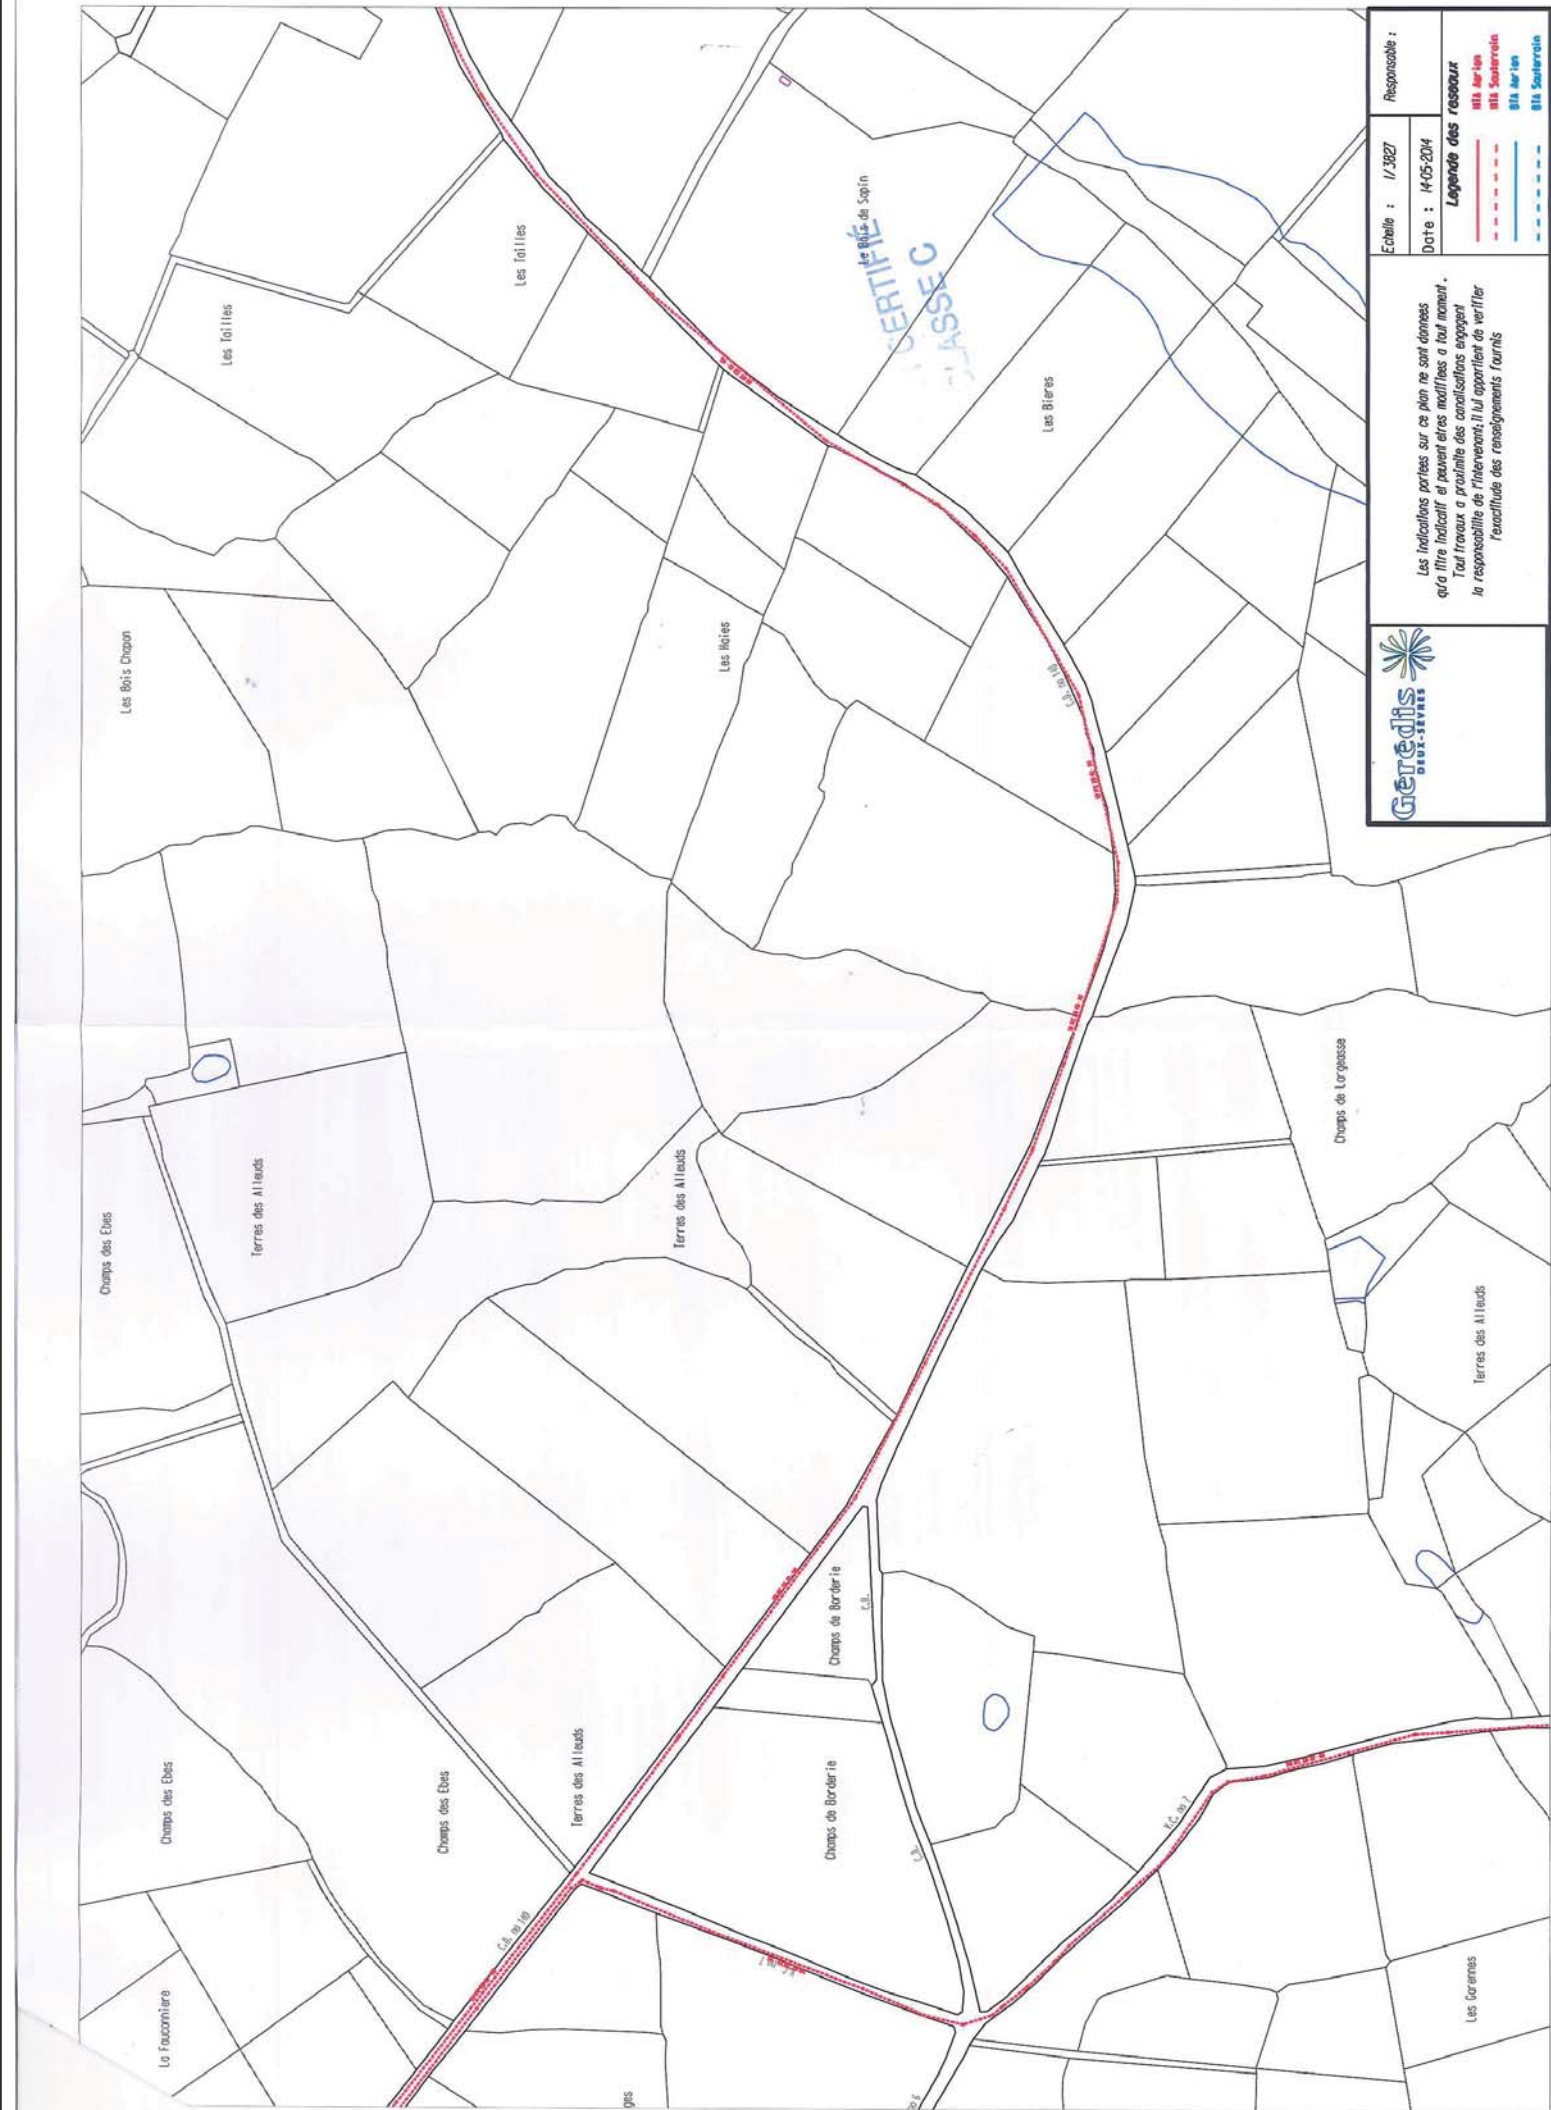 Responsable :
Echelle : 1/3827
Date : 14-05-2014
Legende des reseaux
HTA Aerien
HTA Souterrain
BTA Aerien
BTA Souterrain
Les indications portees sur ce plan ne sont donnees
qu'a titre indicatif et peuvent etres modifiees a tout moment.
Tout travaux a proximite des canalisations engagent
la responsabilite de l'intervenant; il lui appartient de verifier
l'exactitude des renseignements fournis
Gérédis
DEUX-SEVRES
Les Tailles
Les Tailles
Le Bois de Sapin
CERTIFIÉ
CLASSE C
Les Bieres
Les Bois Chapon
Les Haies
C.D. no 140
Champs de Largeasse
Champs des Ebes
Terres des Alleuds
Terres des Alleuds
Terres des Alleuds
Champs de Borderie
C.R.
Champs des Ebes
Champs des Ebes
Terres des Alleuds
Champs de Borderie
C.R.
V.C. no 7
C.D. no 140
La Fauconniere
Les Garennes
ges
no 6